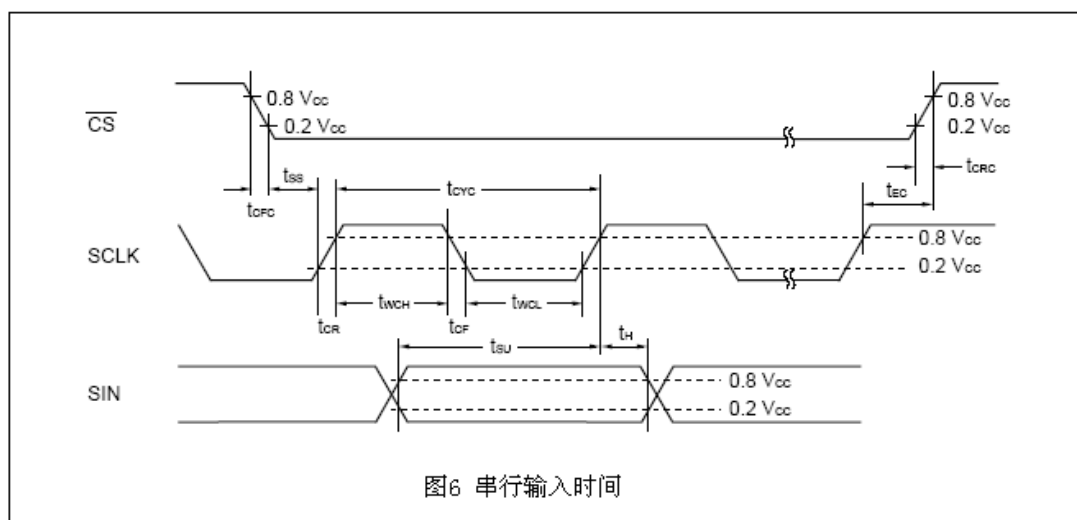 CS
0.8 Vcc
0.2 Vcc
0.8 Vcc
0.2 Vcc
tCFC
tSS
tCYC
tEC
tCRC
SCLK
0.8 Vcc
0.2 Vcc
tCR
tWCH
tCF
tWCL
tSU
tH
SIN
0.8 Vcc
0.2 Vcc
图6 串行输入时间